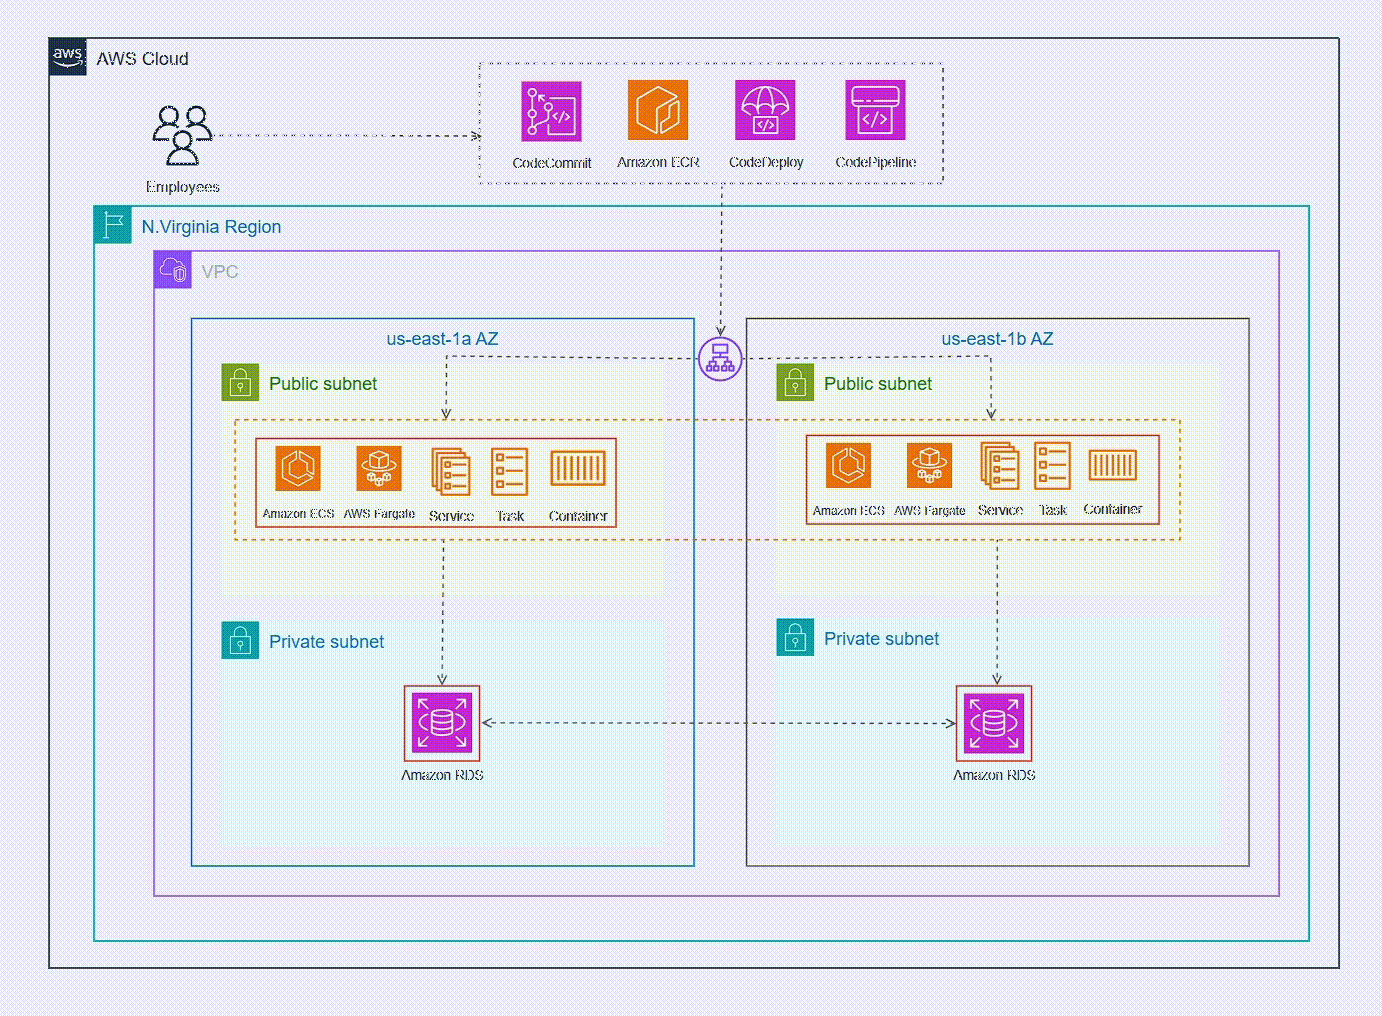 aws
AWS Cloud
CodeCommit
Amazon ECR
CodeDeploy
CodePipeline
Employees
N.Virginia Region
VPC
us-east-1a AZ
us-east-1b AZ
Public subnet
Public subnet
Amazon ECS
AWS Fargate
Service
Task
Container
Amazon ECS
AWS Fargate
Service
Task
Container
Private subnet
Private subnet
Amazon RDS
Amazon RDS